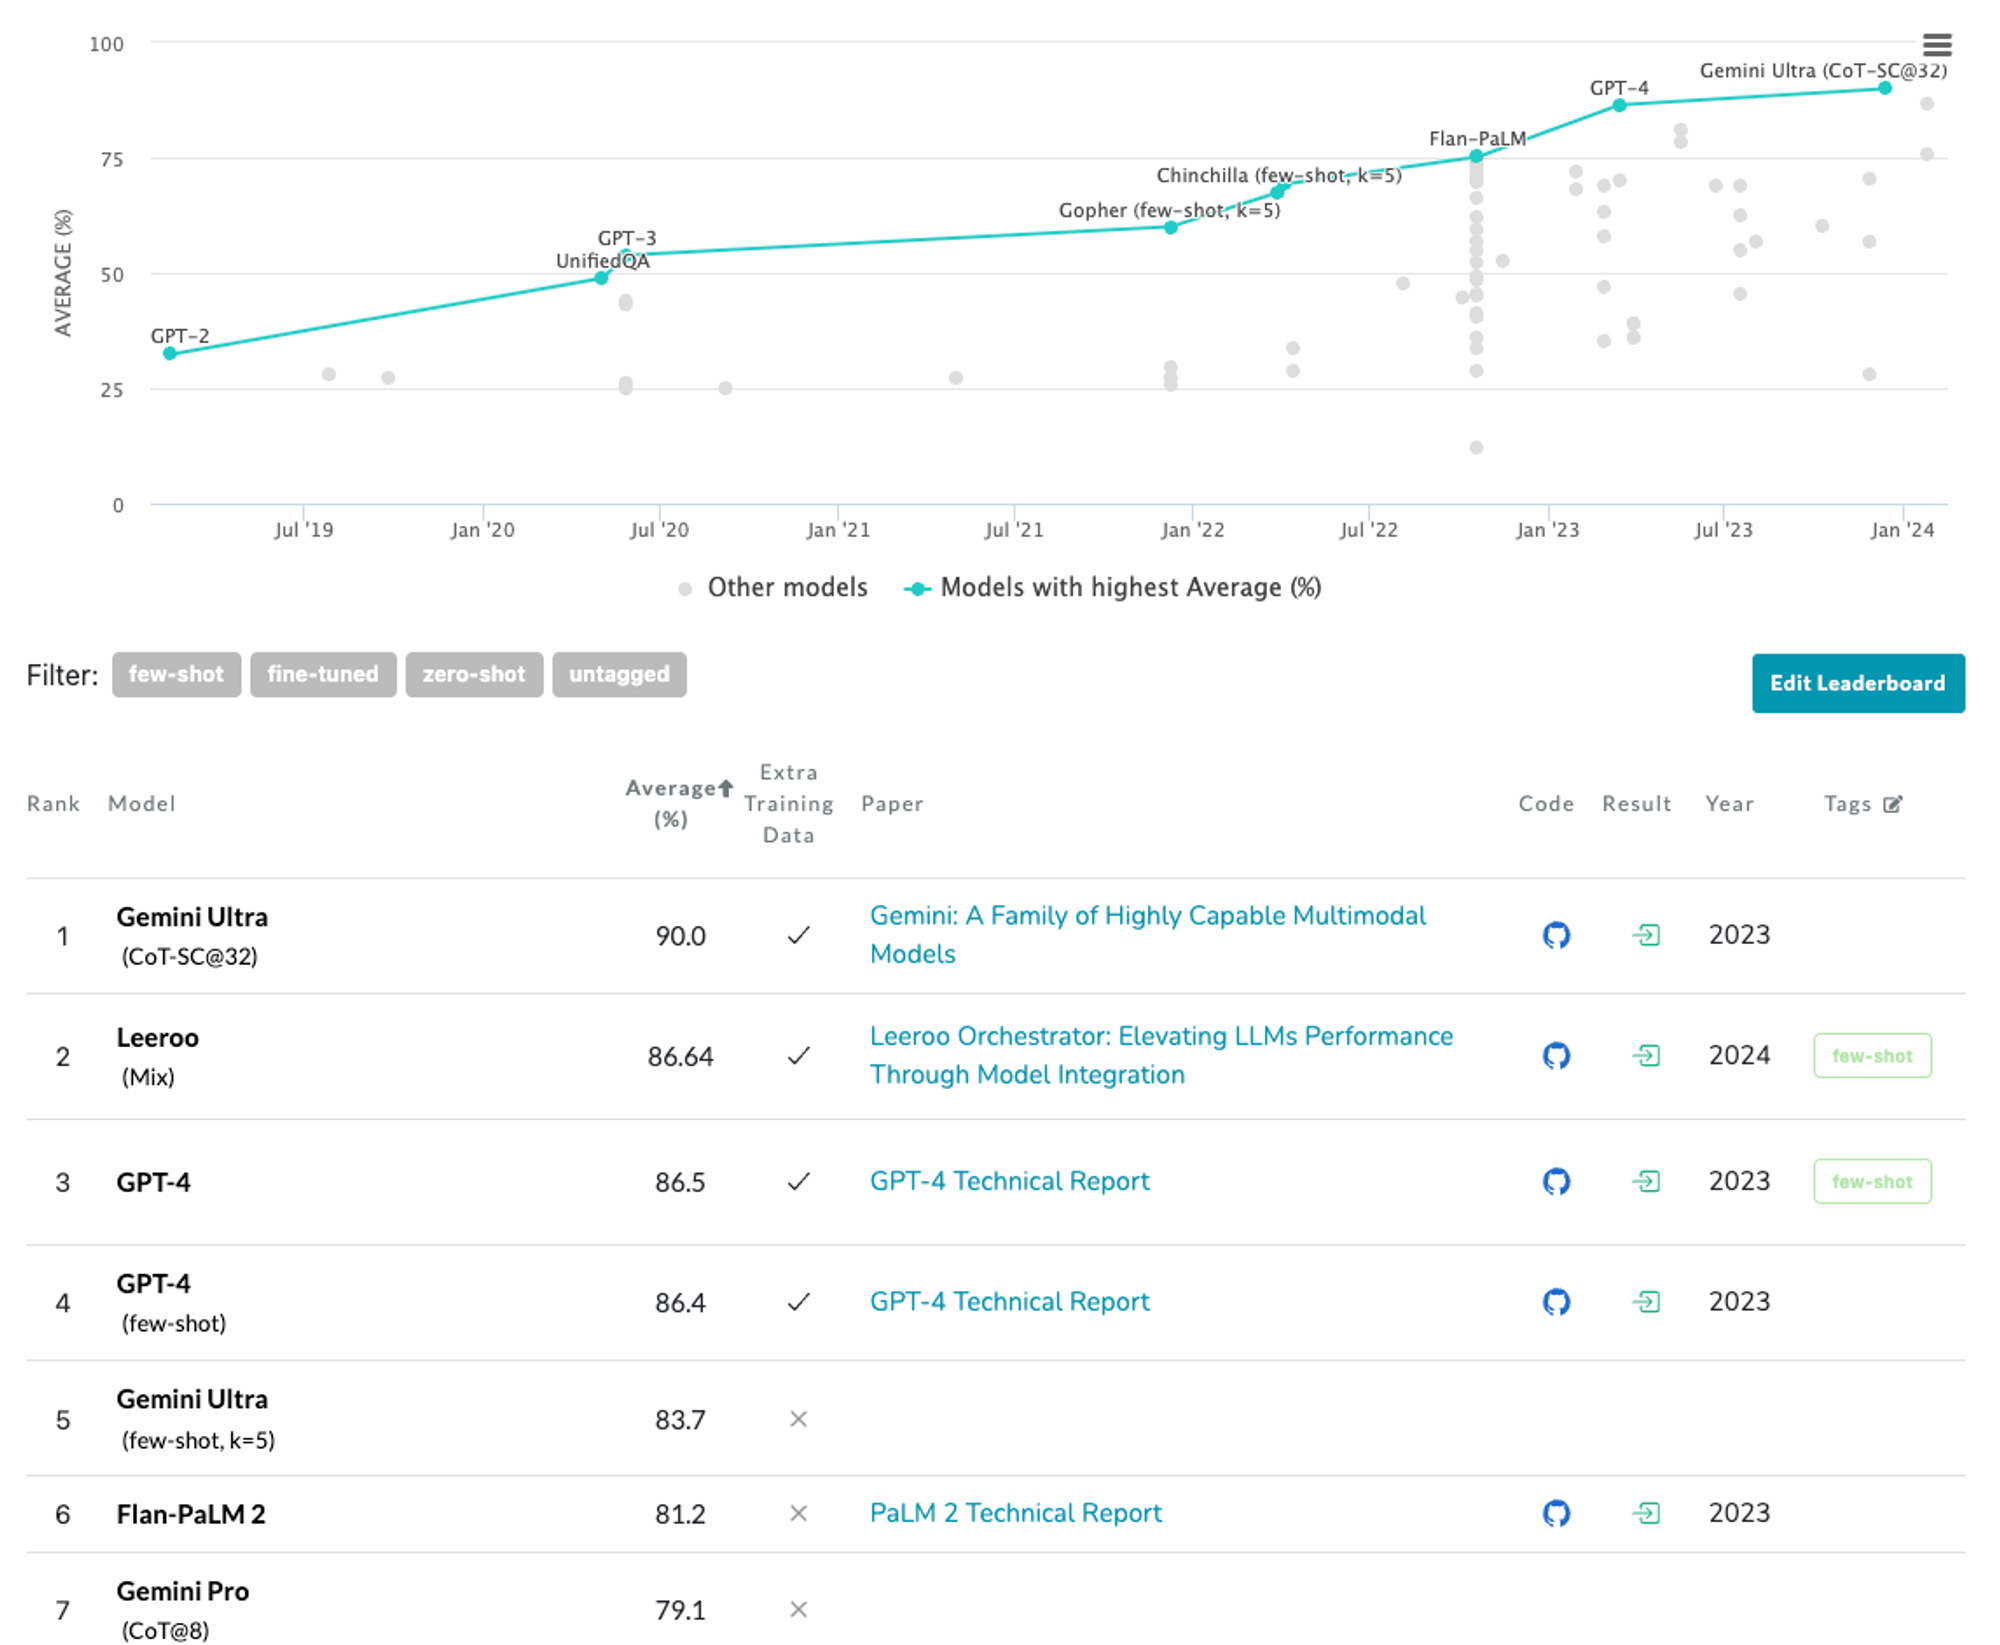 100
75
50
25
0
AVERAGE (%)
GPT-2
UnifiedQA
GPT-3
Gopher (few-shot, k=5)
Chinchilla (few-shot, k=5)
Flan-PaLM
GPT-4
Gemini Ultra (CoT-SC@32)
Jul '19
Jan '20
Jul '20
Jan '21
Jul '21
Jan '22
Jul '22
Jan '23
Jul '23
Jan '24
Other models
Models with highest Average (%)
Filter:
few-shot
fine-tuned
zero-shot
untagged
Edit Leaderboard
Rank
Model
Average
(%)
Extra
Training
Data
Paper
Code
Result
Year
Tags
1
Gemini Ultra
(CoT-SC@32)
90.0
Gemini: A Family of Highly Capable Multimodal
Models
2023
2
Leeroo
(Mix)
86.64
Leeroo Orchestrator: Elevating LLMs Performance
Through Model Integration
2024
few-shot
3
GPT-4
86.5
GPT-4 Technical Report
2023
few-shot
4
GPT-4
(few-shot)
86.4
GPT-4 Technical Report
2023
5
Gemini Ultra
(few-shot, k=5)
83.7
6
Flan-PaLM 2
81.2
PaLM 2 Technical Report
2023
7
Gemini Pro
(CoT@8)
79.1